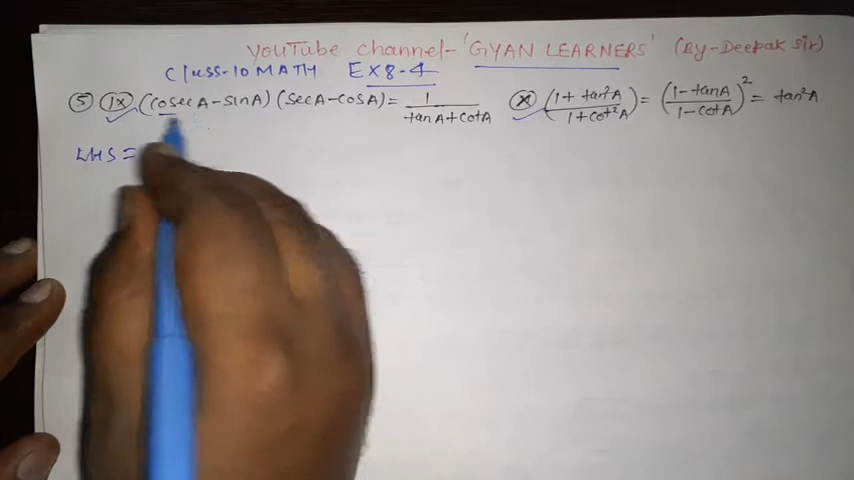 YouTube channel- 'GYAN LEARNERS' (By-Deepak sir)
Class-10 MATH EX 8-4
⑤ (ix) (cosecA-sinA) (secA-cosA) = 1/(tanA+cotA) (x) ((1+tan²A)/(1+cot²A)) = ((1-tanA)/(1-cotA))² = tan²A
LHS =